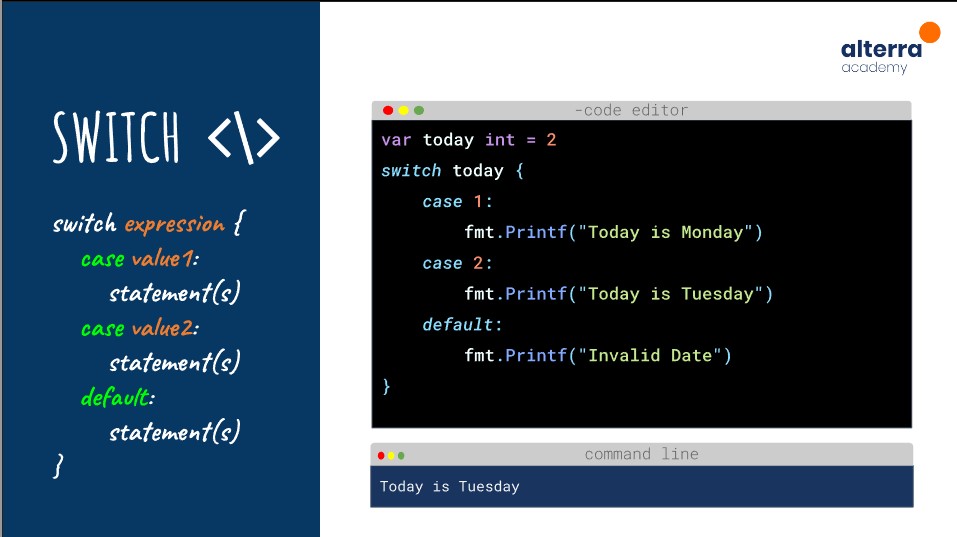 alterra
academy
SWITCH <\>
switch expression {
case value1:
statement(s)
case value2:
statement(s)
default:
statement(s)
}
-code editor
var today int = 2
switch today {
case 1:
fmt.Printf("Today is Monday")
case 2:
fmt.Printf("Today is Tuesday")
default:
fmt.Printf("Invalid Date")
}
command line
Today is Tuesday